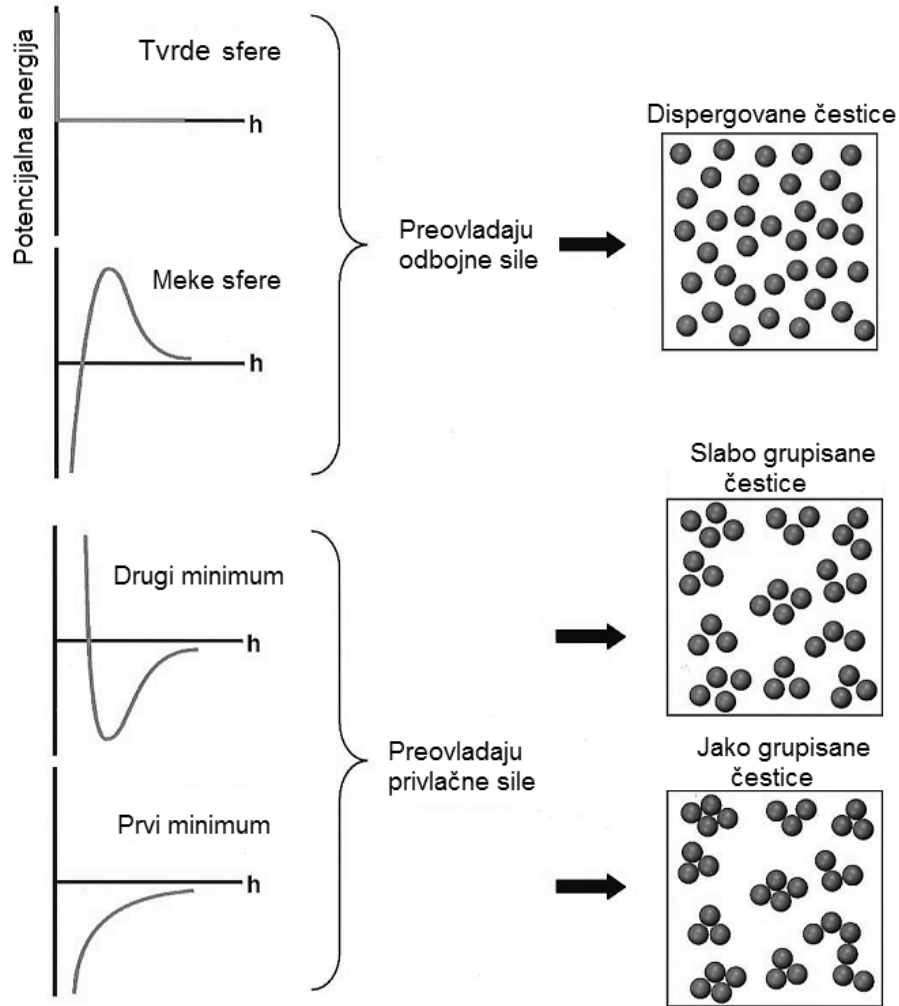 Potencijalna energija
Tvrde sfere
h
Meke sfere
h
Preovladaju
odbojne sile
Dispergovane čestice
Drugi minimum
h
Prvi minimum
h
Preovladaju
privlačne sile
Slabo grupisane
čestice
Jako grupisane
čestice